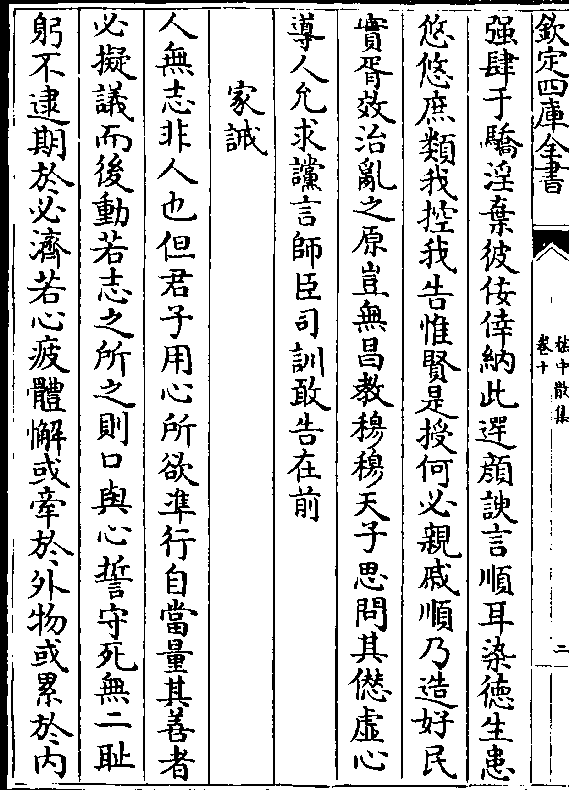 欽定四庫全書
嵇中散集
卷十
二
强肆于驕淫棄彼佞倖納此遜顔諛言順耳染德生患
悠悠庶類我控我告惟賢是授何必親戚順乃造好民
實胥效治亂之原豈無昌教穆穆天子思問其愆虛心
導人允求讜言師臣司訓敢告在前
家誡
人無志非人也但君子用心所欲凖行自當量其善者
必擬議而後動若志之所之則口與心誓守死無二耻
躬不逮期於必濟若心疲體懈或牽於外物或累於内